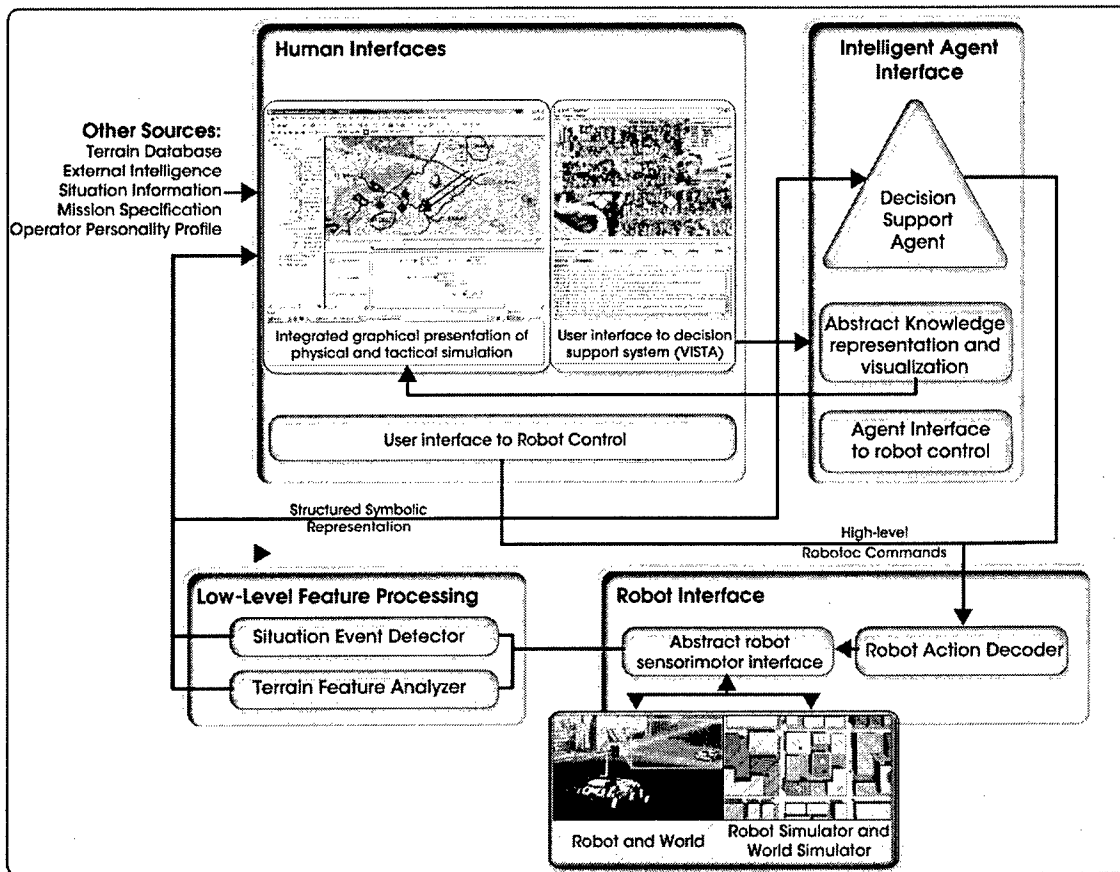 Human Interfaces
Intelligent Agent
Interface
Other Sources:
Terrain Database
External Intelligence
Situation Information
Mission Specification
Operator Personality Profile
Decision
Support
Agent
Integrated graphical presentation of
physical and tactical simulation
User interface to decision
support system (VISTA)
Abstract Knowledge
representation and
visualization
User interface to Robot Control
Agent Interface
to robot control
Structured Symbolic
Representation
High-level
Robotoc Commands
Low-Level Feature Processing
Situation Event Detector
Terrain Feature Analyzer
Robot Interface
Abstract robot
sensorimotor interface
Robot Action Decoder
Robot and World
Robot Simulator and
World Simulator